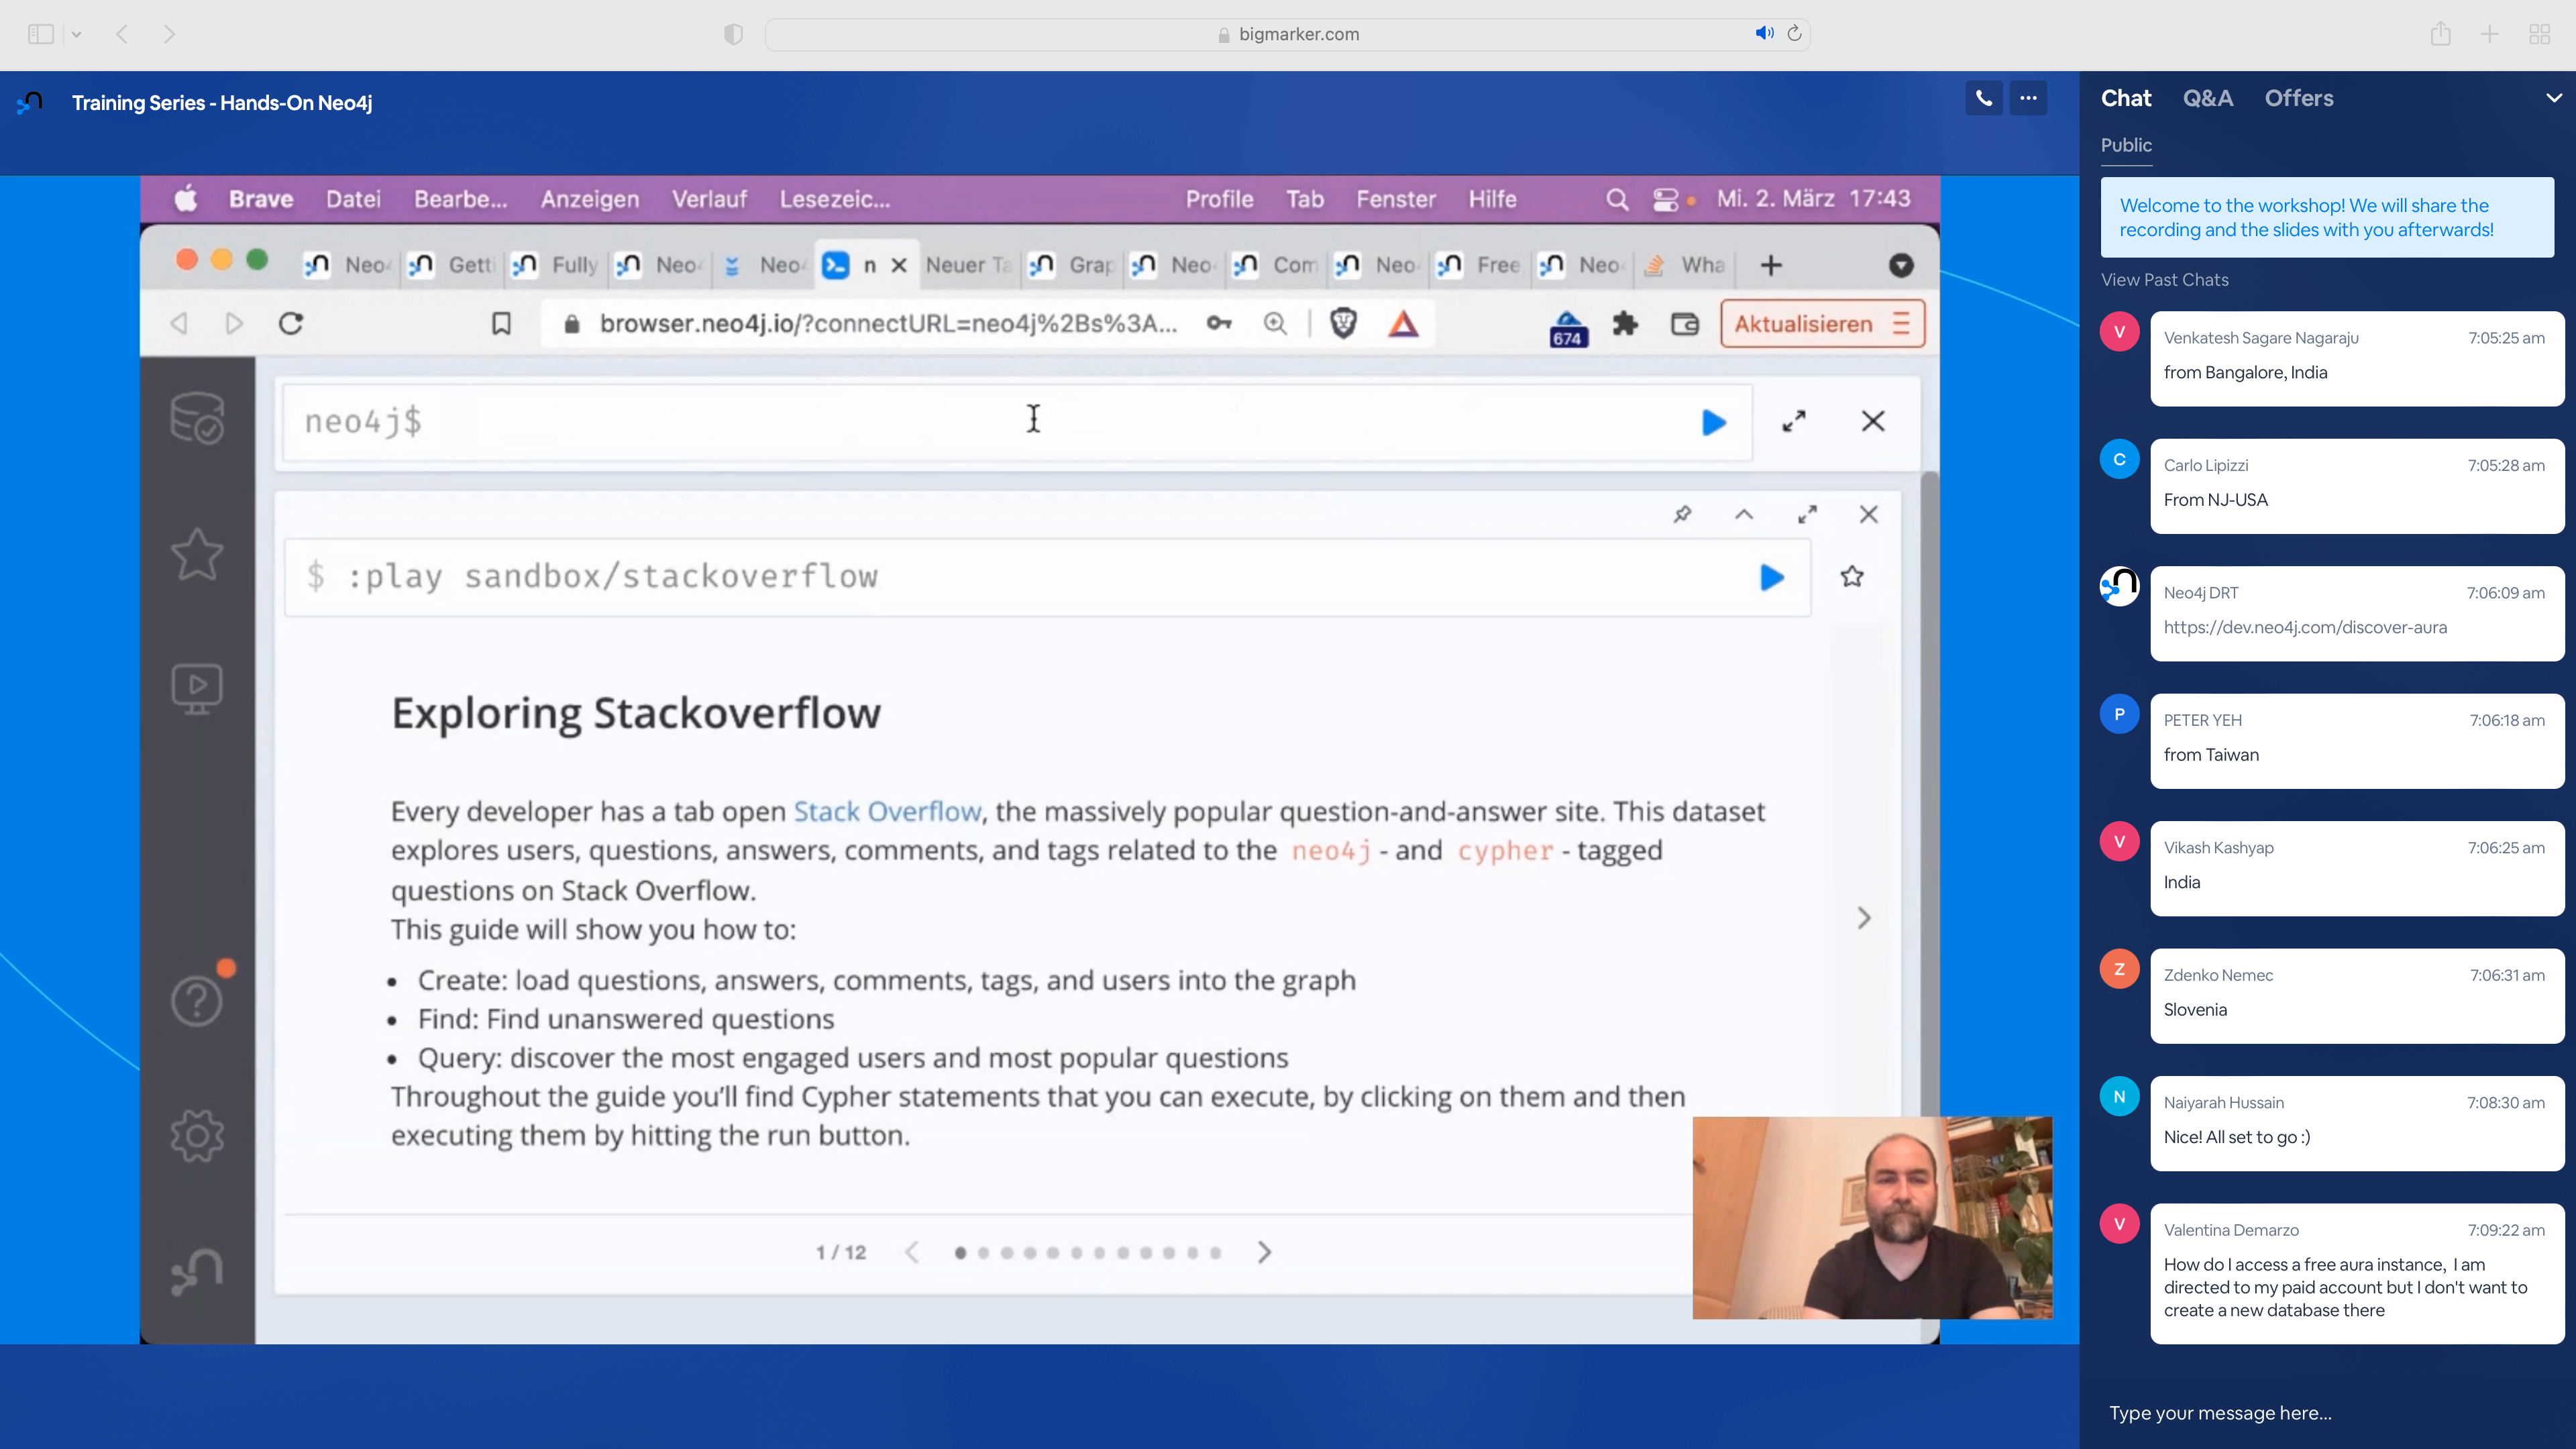 bigmarker.com
Training Series - Hands-On Neo4j
Brave Datei Bearbe... Anzeigen Verlauf Lesezeic... Profile Tab Fenster Hilfe Mi. 2. März 17:43
Neo4 Getti Fully Neo4 Neo4 n Neuer Ta Grap Neo Com Neo Free Neo Wha
browser.neo4j.io/?connectURL=neo4j%2Bs%3A...
674
Aktualisieren
neo4j$
$ :play sandbox/stackoverflow
Exploring Stackoverflow
Every developer has a tab open Stack Overflow, the massively popular question-and-answer site. This dataset
explores users, questions, answers, comments, and tags related to the neo4j - and cypher - tagged
questions on Stack Overflow.
This guide will show you how to:
• Create: load questions, answers, comments, tags, and users into the graph
• Find: Find unanswered questions
• Query: discover the most engaged users and most popular questions
Throughout the guide you'll find Cypher statements that you can execute, by clicking on them and then
executing them by hitting the run button.
1 / 12
Chat Q&A Offers
Public
Welcome to the workshop! We will share the
recording and the slides with you afterwards!
View Past Chats
V
Venkatesh Sagare Nagaraju 7:05:25 am
from Bangalore, India
C
Carlo Lipizzi 7:05:28 am
From NJ-USA
Neo4j DRT 7:06:09 am
https://dev.neo4j.com/discover-aura
P
PETER YEH 7:06:18 am
from Taiwan
V
Vikash Kashyap 7:06:25 am
India
Z
Zdenko Nemec 7:06:31 am
Slovenia
N
Naiyarah Hussain 7:08:30 am
Nice! All set to go :)
V
Valentina Demarzo 7:09:22 am
How do I access a free aura instance, I am
directed to my paid account but I don't want to
create a new database there
Type your message here...